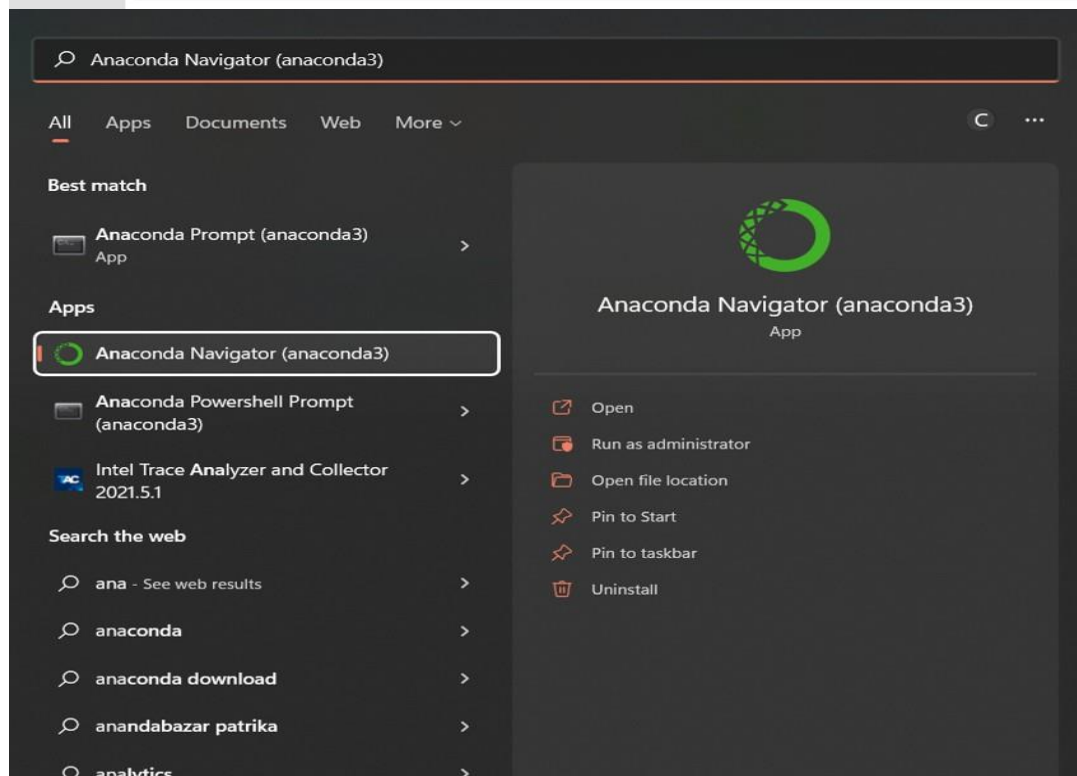 Anaconda Navigator (anaconda3)
All Apps Documents Web More
C ...
Best match
Anaconda Prompt (anaconda3)
App
Apps
Anaconda Navigator (anaconda3)
Anaconda Powershell Prompt
(anaconda3)
Intel Trace Analyzer and Collector
2021.5.1
Search the web
ana - See web results
anaconda
anaconda download
anandabazar patrika
analytics
Anaconda Navigator (anaconda3)
App
Open
Run as administrator
Open file location
Pin to Start
Pin to taskbar
Uninstall